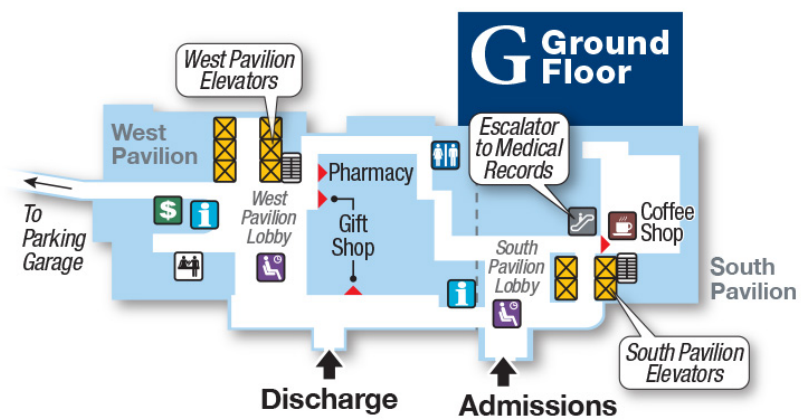 G Ground
Floor
West Pavilion
Elevators
Escalator
to Medical
Records
West
Pavilion
Pharmacy
To
Parking
Garage
$
i
West
Pavilion
Lobby
Gift
Shop
Coffee
Shop
South
Pavilion
Lobby
i
South
Pavilion
South Pavilion
Elevators
Discharge
Admissions